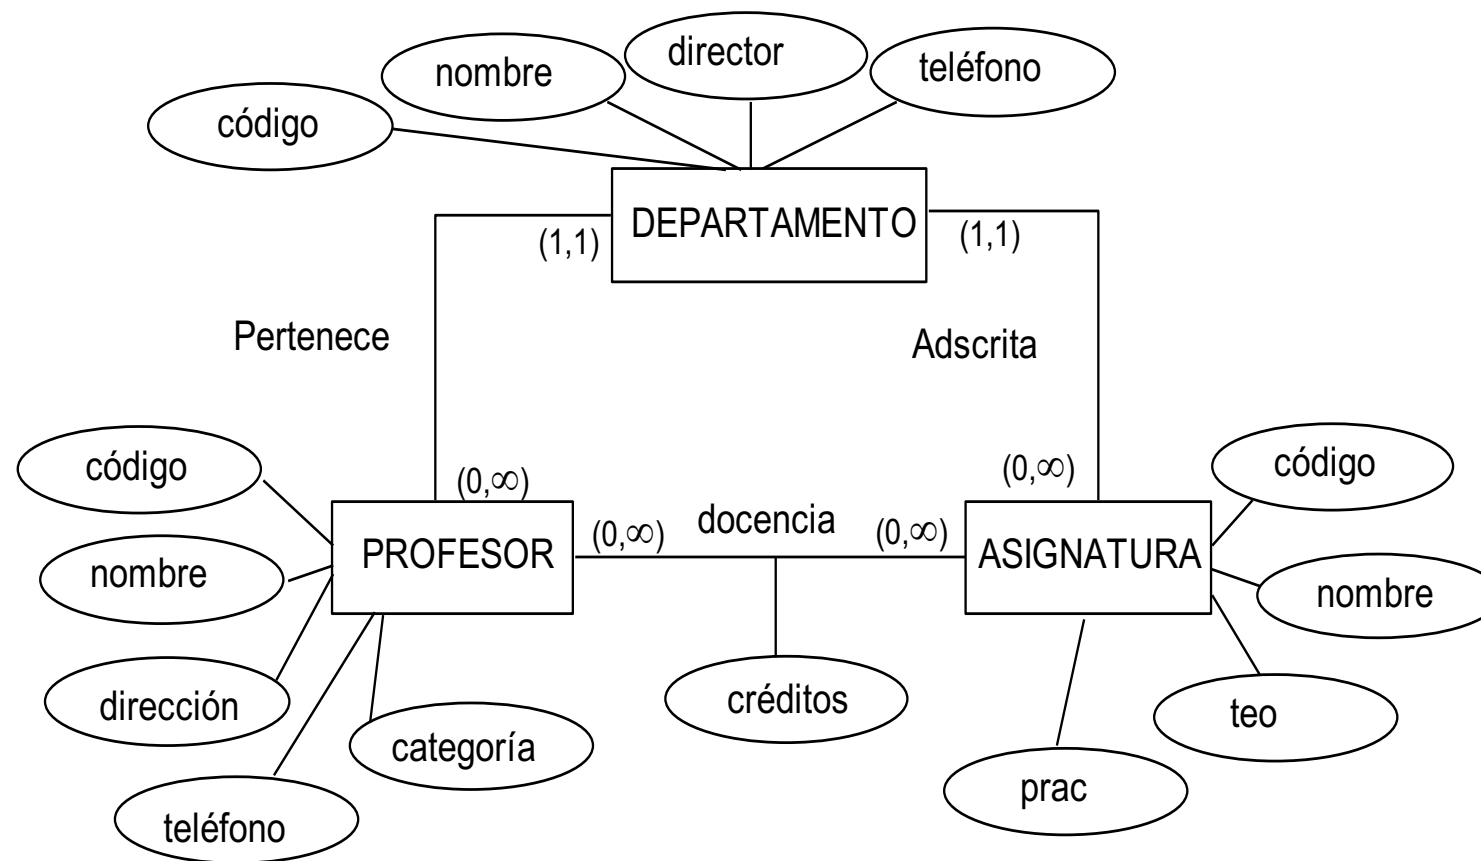 director
nombre
teléfono
código
DEPARTAMENTO
(1,1)
(1,1)
Pertenece
Adscrita
código
código
(0,∞)
(0,∞)
docencia
(0,∞)
(0,∞)
PROFESOR
ASIGNATURA
nombre
nombre
dirección
créditos
teo
categoría
prac
teléfono